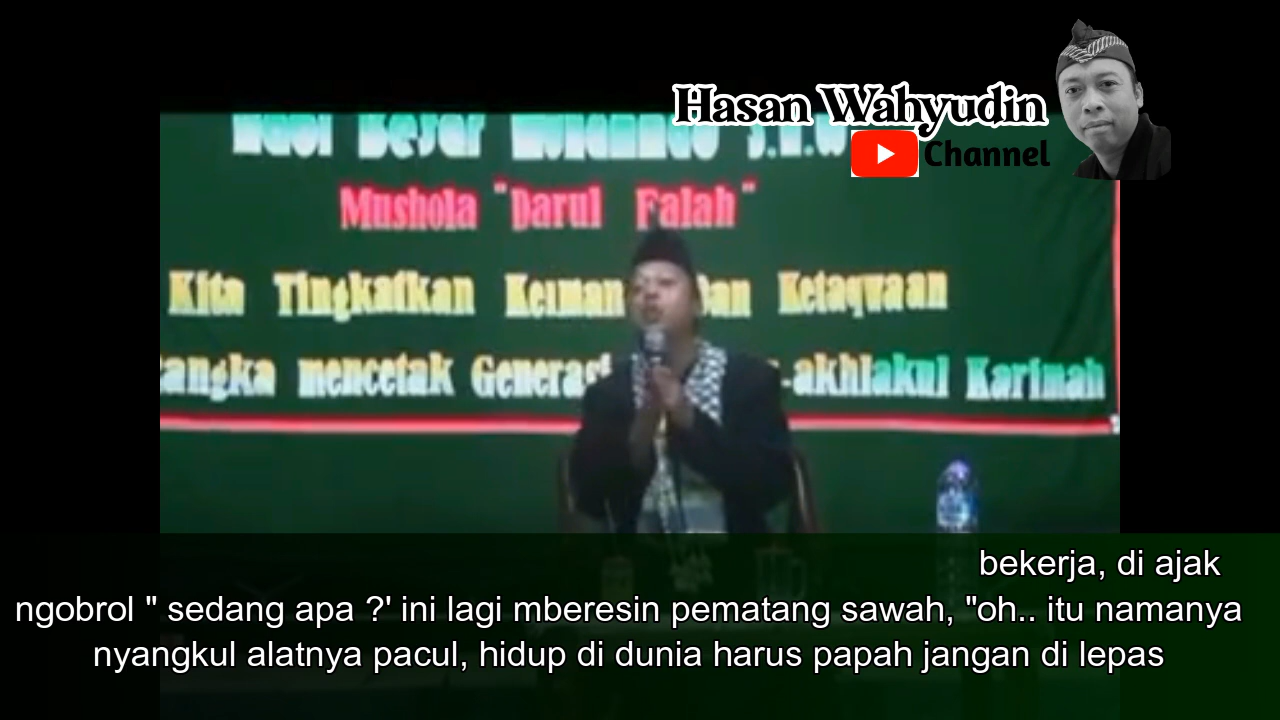 Hasan Wahyudin
Channel
Mushola "Darul Falah"
Kita Tingkatkan Keiman Dan Ketaqwaan
angka mencetak Generasi -akhlakul Karimah
bekerja, di ajak
ngobrol " sedang apa ?' ini lagi mberesin pematang sawah, "oh.. itu namanya
nyangkul alatnya pacul, hidup di dunia harus papah jangan di lepas